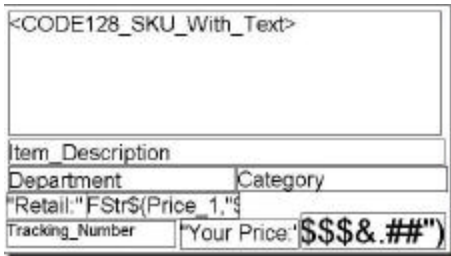 <CODE128_SKU_With_Text>
Item_Description
Department Category
"Retail:" FStr$(Price_1,"$
Tracking_Number "Your Price:' $$$&.##")